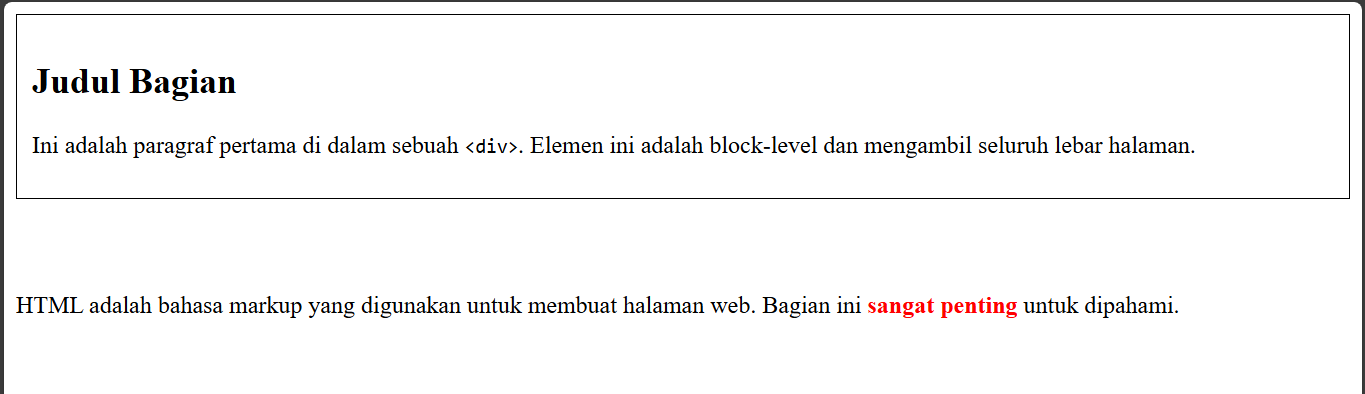 Judul Bagian
Ini adalah paragraf pertama di dalam sebuah <div>. Elemen ini adalah block-level dan mengambil seluruh lebar halaman.
HTML adalah bahasa markup yang digunakan untuk membuat halaman web. Bagian ini sangat penting untuk dipahami.